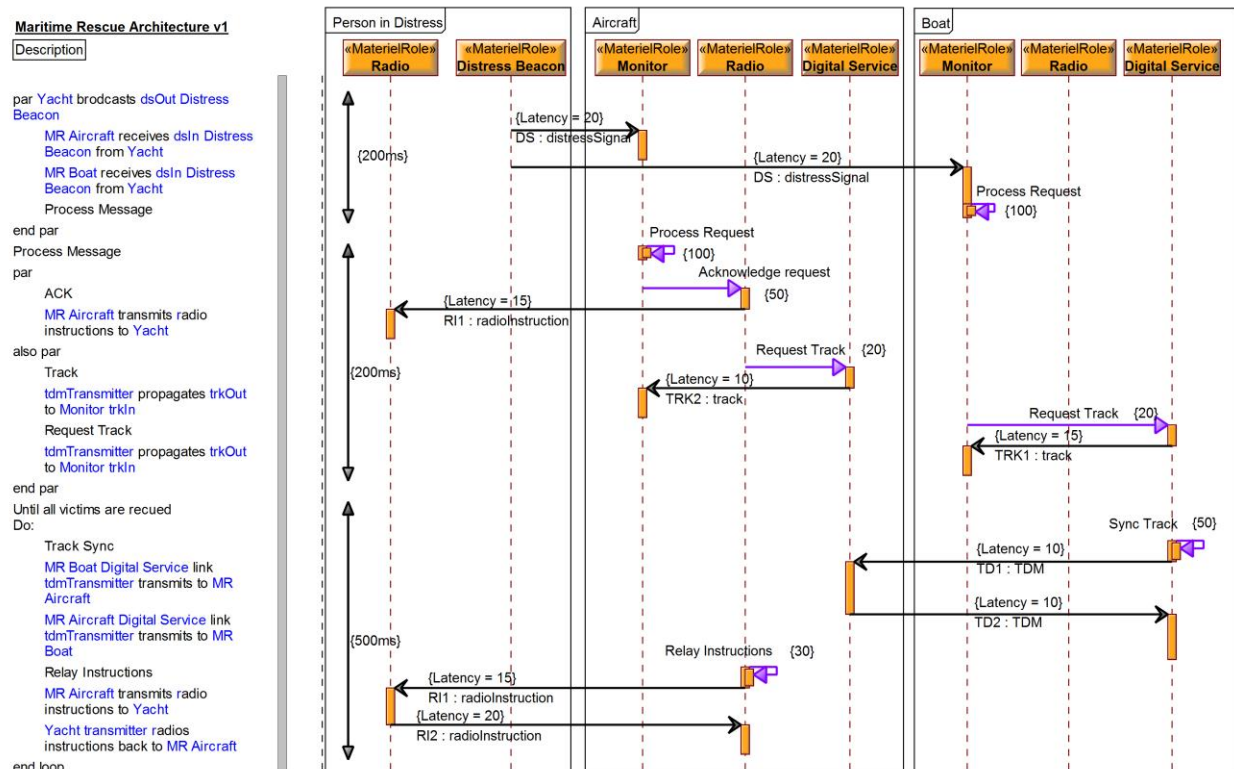 Maritime Rescue Architecture v1
Description
par Yacht brodcasts dsOut Distress
Beacon
MR Aircraft receives dsIn Distress
Beacon from Yacht
MR Boat receives dsIn Distress
Beacon from Yacht
Process Message
end par
Process Message
par
ACK
MR Aircraft transmits radio
instructions to Yacht
also par
Track
tdmTransmitter propagates trkOut
to Monitor trkIn
Request Track
tdmTransmitter propagates trkOut
to Monitor trkIn
end par
Until all victims are recued
Do:
Track Sync
MR Boat Digital Service link
tdmTransmitter transmits to MR
Aircraft
MR Aircraft Digital Service link
tdmTransmitter transmits to MR
Boat
Relay Instructions
MR Aircraft transmits radio
instructions to Yacht
Yacht transmitter radios
instructions back to MR Aircraft
end loop
Person in Distress
Aircraft
Boat
«MaterielRole»
Radio
«MaterielRole»
Distress Beacon
«MaterielRole»
Monitor
«MaterielRole»
Radio
«MaterielRole»
Digital Service
«MaterielRole»
Monitor
«MaterielRole»
Radio
«MaterielRole»
Digital Service
{Latency = 20}
DS : distressSignal
{200ms}
{Latency = 20}
DS : distressSignal
Process Request
{100}
Process Request
{100}
Acknowledge request
{50}
{Latency = 15}
RI1 : radioInstruction
Request Track {20}
{200ms}
{Latency = 10}
TRK2 : track
Request Track {20}
{Latency = 15}
TRK1 : track
Sync Track {50}
{Latency = 10}
TD1 : TDM
{Latency = 10}
TD2 : TDM
{500ms}
Relay Instructions {30}
{Latency = 15}
RI1 : radioInstruction
{Latency = 20}
RI2 : radioInstruction